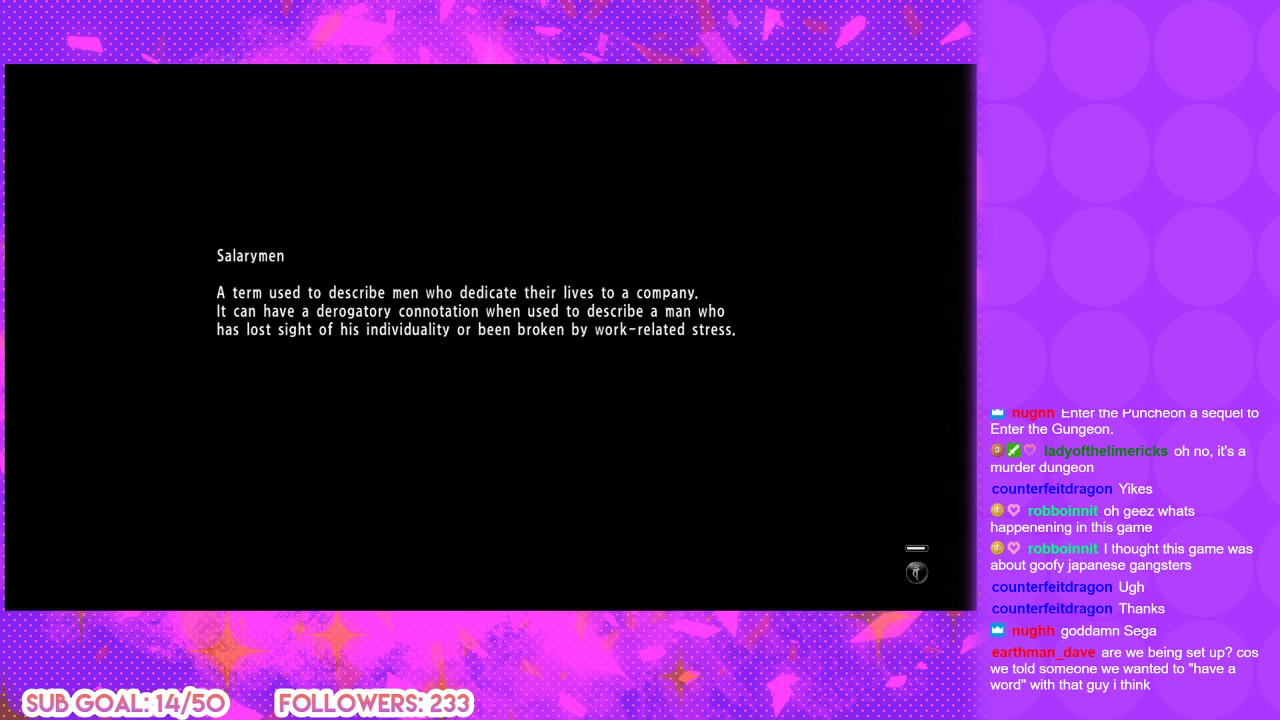 Salarymen
A term used to describe men who dedicate their lives to a company.
It can have a derogatory connotation when used to describe a man who
has lost sight of his individuality or been broken by work-related stress.
nugnn Enter the Puncheon a sequel to
Enter the Gungeon.
ladyofthelimericks oh no, it's a
murder dungeon
counterfeitdragon Yikes
robboinnit oh geez whats
happenening in this game
robboinnit I thought this game was
about goofy japanese gangsters
counterfeitdragon Ugh
counterfeitdragon Thanks
nughh goddamn Sega
earthman_dave are we being set up? cos
we told someone we wanted to "have a
word" with that guy i think
SUB GOAL: 14/50
FOLLOWERS: 233